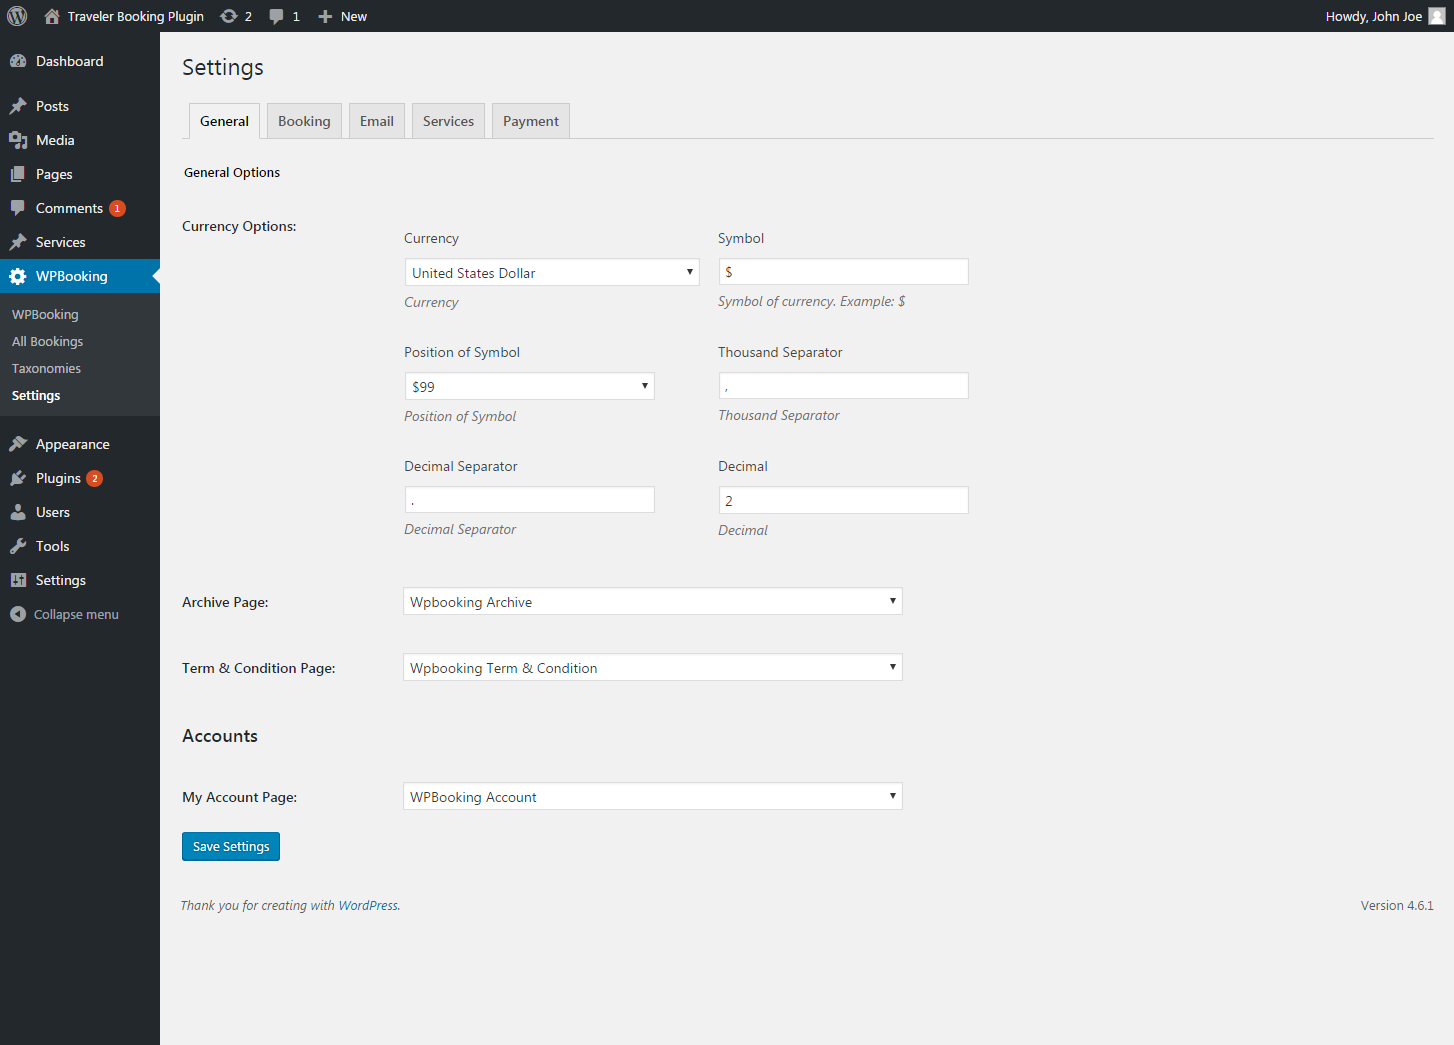 Traveler Booking Plugin 2 1 New Howdy, John Joe
Dashboard
Posts
Media
Pages
Comments 1
Services
WPBooking
WPBooking
All Bookings
Taxonomies
Settings
Appearance
Plugins 2
Users
Tools
Settings
Collapse menu
Settings
General Booking Email Services Payment
General Options
Currency Options:
Currency Symbol
United States Dollar $
Currency Symbol of currency. Example: $
Position of Symbol Thousand Separator
$99 ,
Position of Symbol Thousand Separator
Decimal Separator Decimal
. 2
Decimal Separator Decimal
Archive Page: Wpbooking Archive
Term & Condition Page: Wpbooking Term & Condition
Accounts
My Account Page: WPBooking Account
Save Settings
Thank you for creating with WordPress. Version 4.6.1